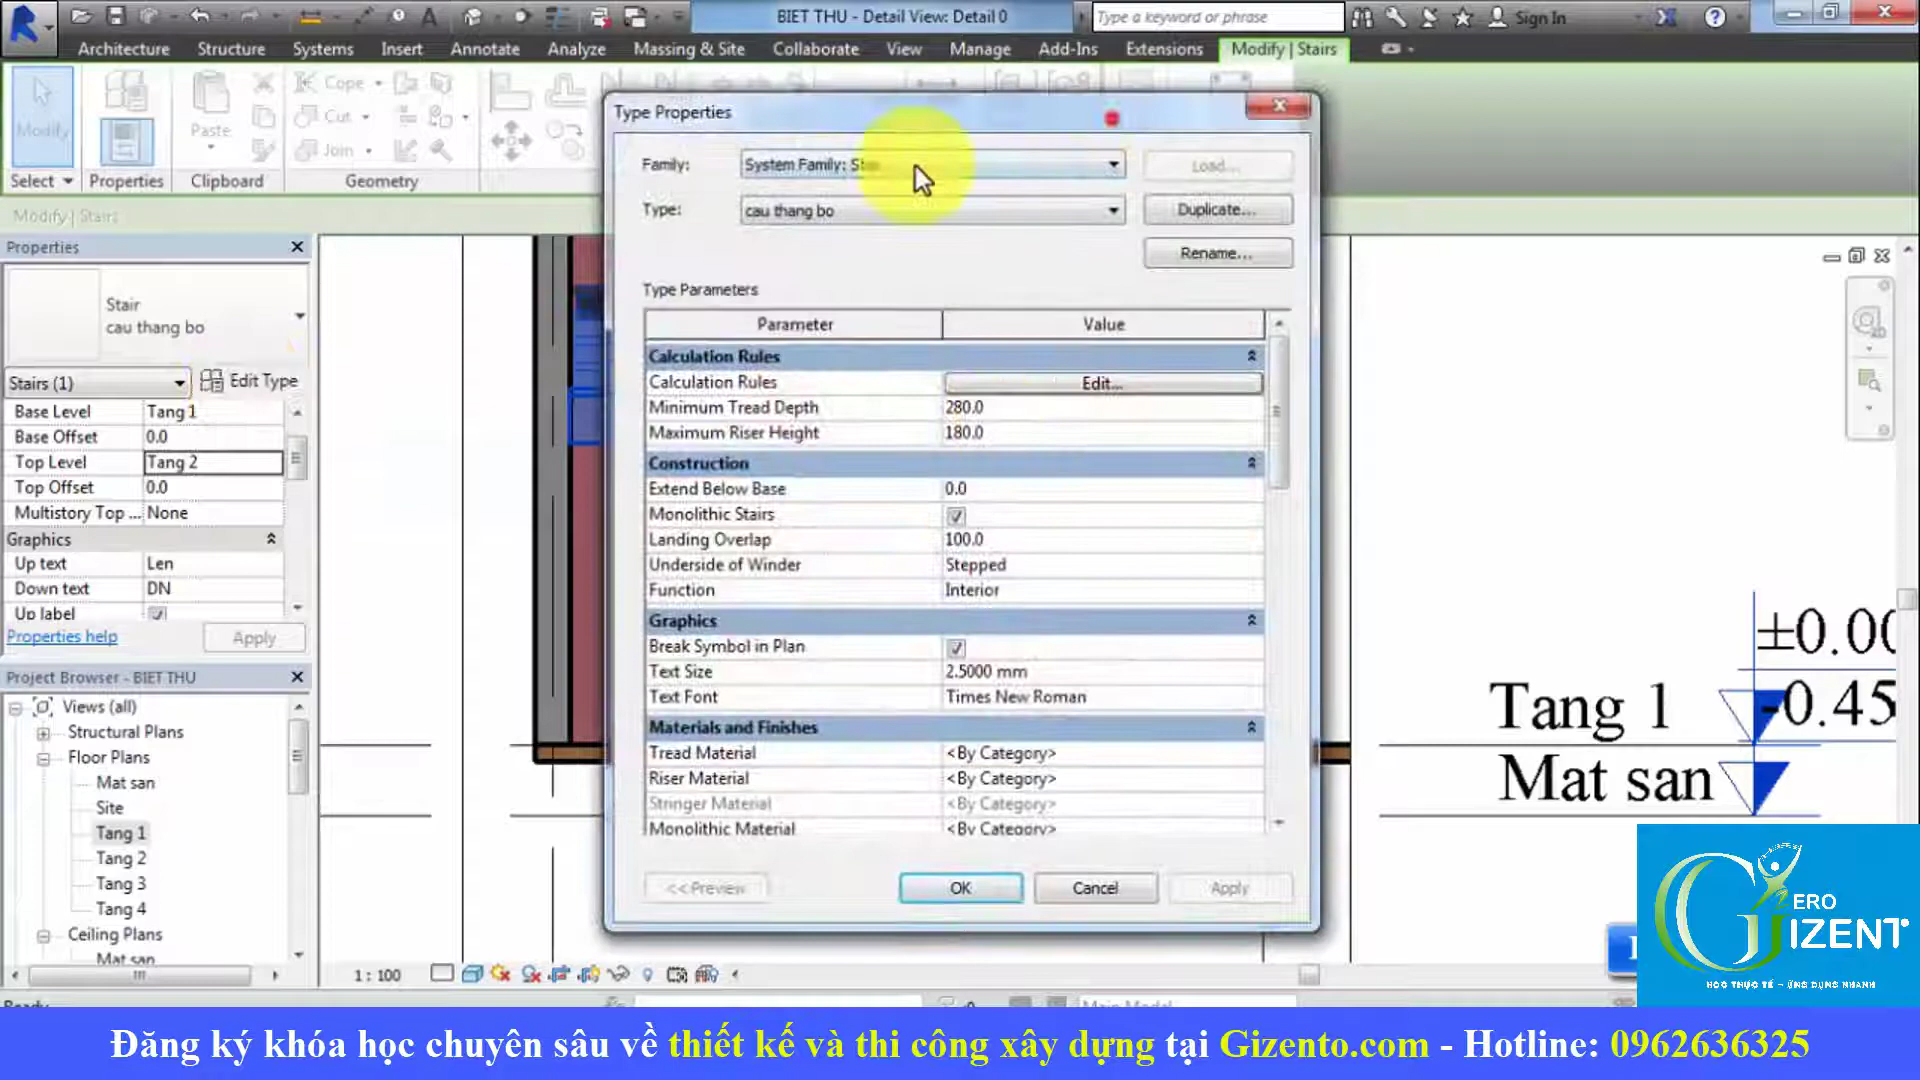 BIET THU - Detail View: Detail 0
Type a keyword or phrase
Sign In
Architecture Structure Systems Insert Annotate Analyze Massing & Site Collaborate View Manage Add-Ins Extensions Modify | Stairs
Modify
Paste
Cope
Cut
Join
Select Properties Clipboard Geometry
Modify | Stairs
Properties
Stair
cau thang bo
Stairs (1) Edit Type
Base Level Tang 1
Base Offset 0.0
Top Level Tang 2
Top Offset 0.0
Multistory Top ... None
Graphics
Up text Len
Down text DN
Up label
Properties help Apply
Project Browser - BIET THU
Views (all)
Structural Plans
Floor Plans
Mat san
Site
Tang 1
Tang 2
Tang 3
Tang 4
Ceiling Plans
Mat san
Ready
Type Properties
Family: System Family: Stair
Load...
Type: cau thang bo
Duplicate...
Rename...
Type Parameters
Parameter Value
Calculation Rules
Calculation Rules Edit...
Minimum Tread Depth 280.0
Maximum Riser Height 180.0
Construction
Extend Below Base 0.0
Monolithic Stairs
Landing Overlap 100.0
Underside of Winder Stepped
Function Interior
Graphics
Break Symbol in Plan
Text Size 2.5000 mm
Text Font Times New Roman
Materials and Finishes
Tread Material <By Category>
Riser Material <By Category>
Stringer Material <By Category>
Monolithic Material <By Category>
<< Preview OK Cancel Apply
1 : 100
Main Model
±0.00
Tang 1 -0.45
Mat san
ERO
GIZENT
HỌC THỰC TẾ - ỨNG DỤNG NHANH
Đăng ký khóa học chuyên sâu về thiết kế và thi công xây dựng tại Gizento.com - Hotline: 0962636325